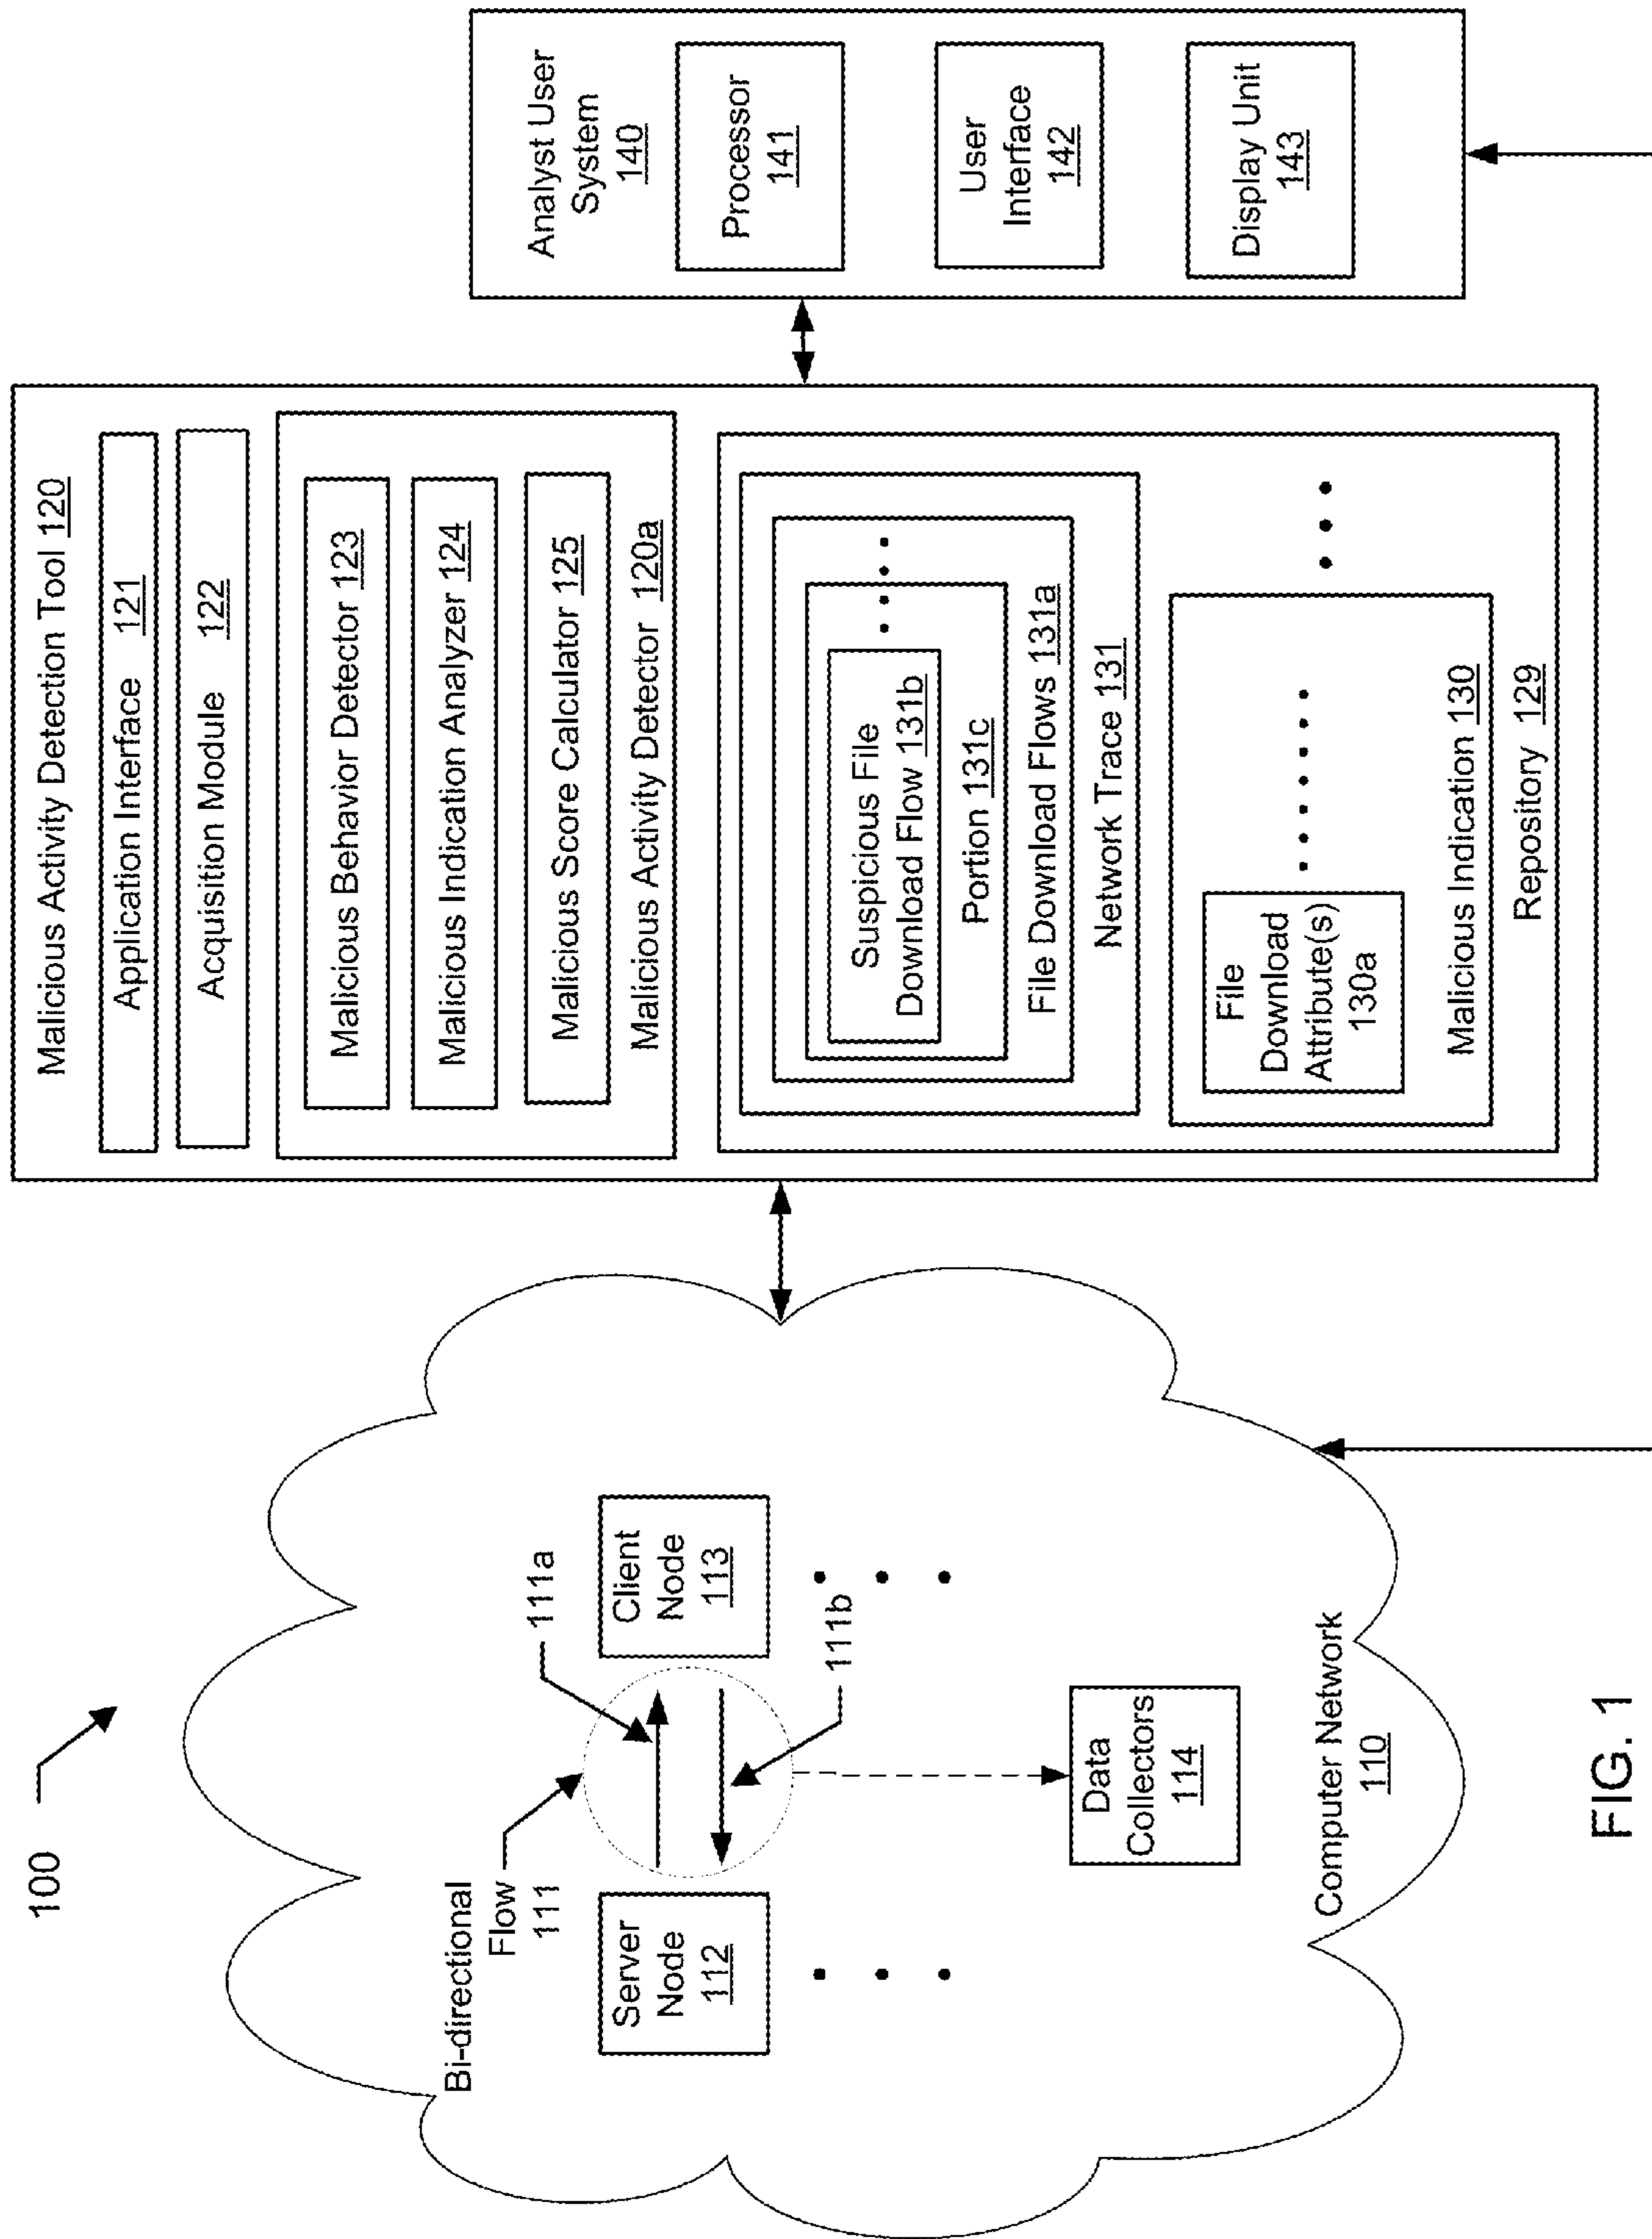 100
Bi-directional
Flow
111
111a
111b
Server
Node
112
Client
Node
113
Data
Collectors
114
Computer Network
110
Malicious Activity Detection Tool 120
Application Interface 121
Acquisition Module 122
Malicious Behavior Detector 123
Malicious Indication Analyzer 124
Malicious Score Calculator 125
Malicious Activity Detector 120a
Suspicious File
Download Flow 131b
Portion 131c
File Download Flows 131a
Network Trace 131
File
Download
Attribute(s)
130a
Malicious Indication 130
Repository 129
Analyst User
System
140
Processor
141
User
Interface
142
Display Unit
143
FIG. 1